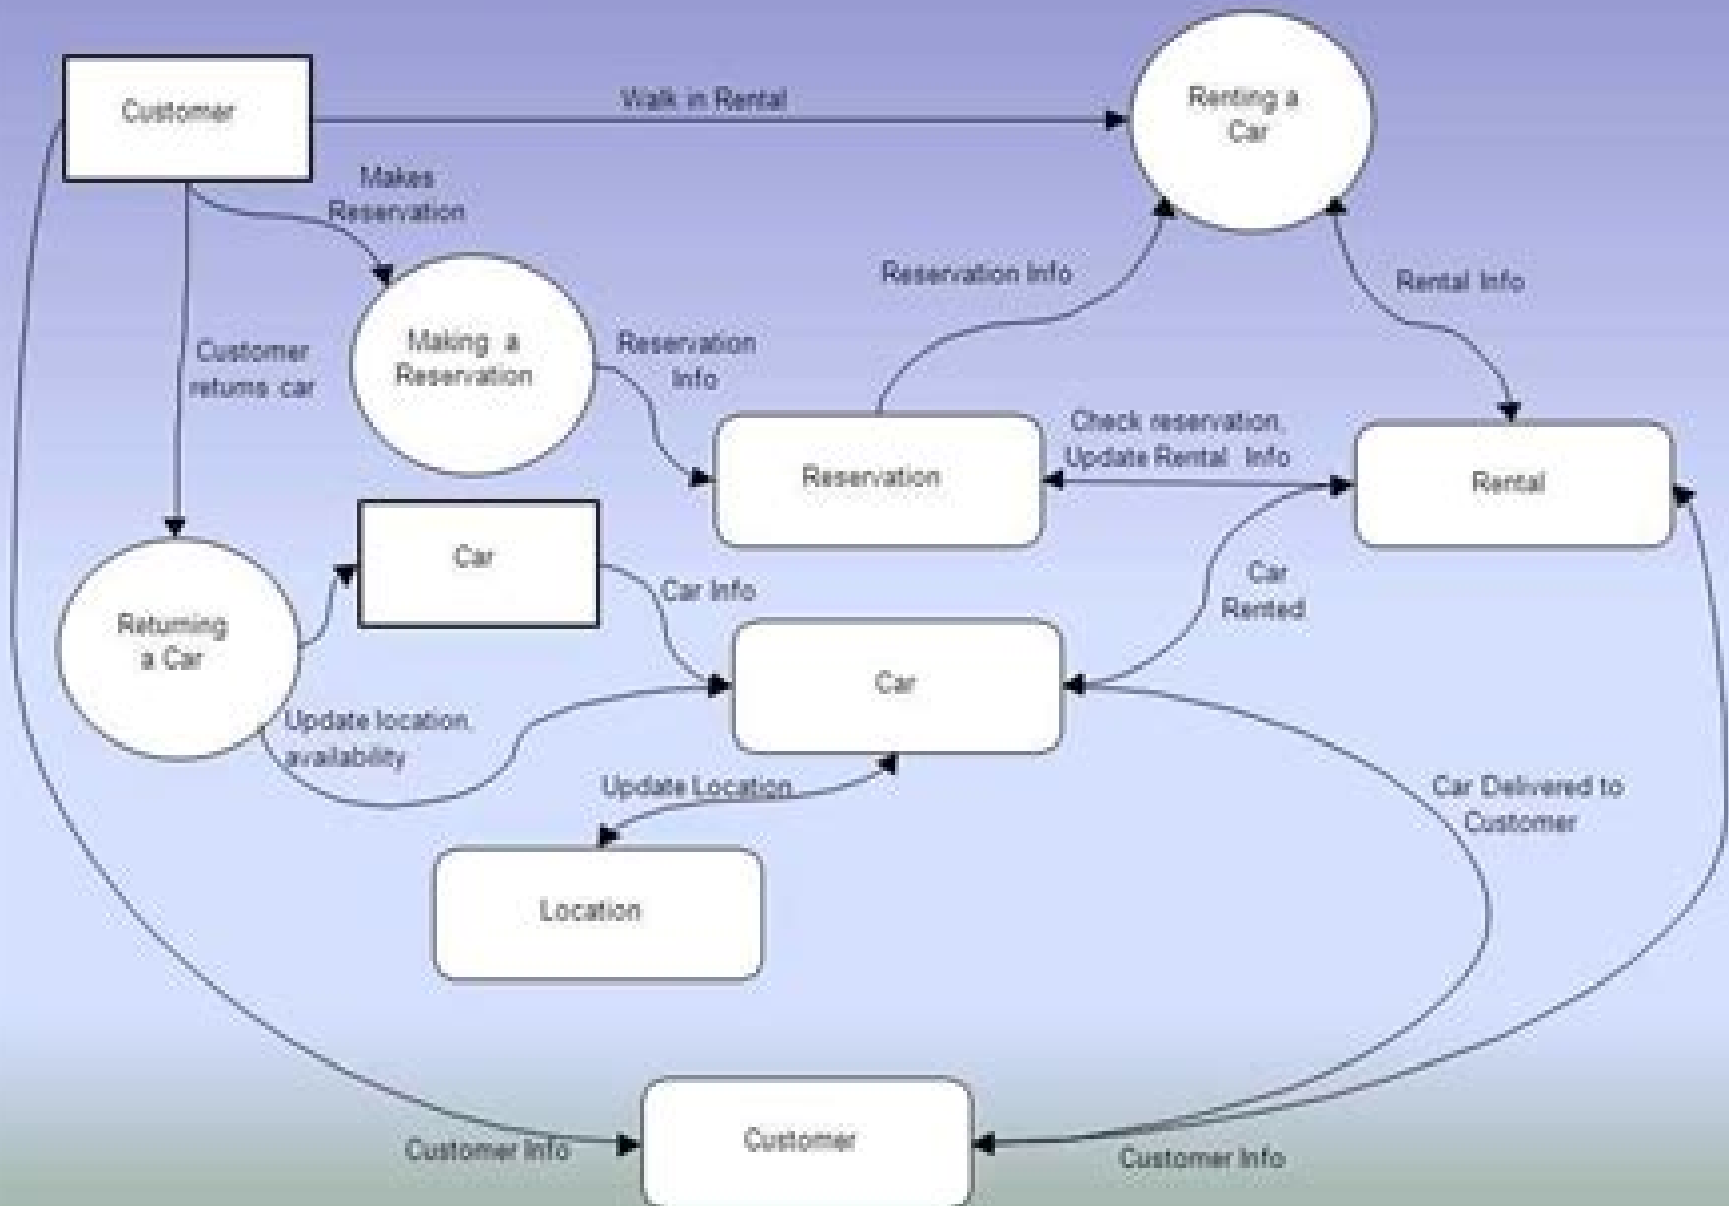 Customer
Walk in Rental
Renting a
Car
Makes
Reservation
Reservation Info
Rental Info
Customer
returns car
Making a
Reservation
Reservation
Info
Check reservation,
Update Rental Info
Reservation
Rental
Car
Car Info
Car
Rented
Returning
a Car
Car
Update location,
availability
Update Location
Car Delivered to
Customer
Location
Customer Info
Customer
Customer Info